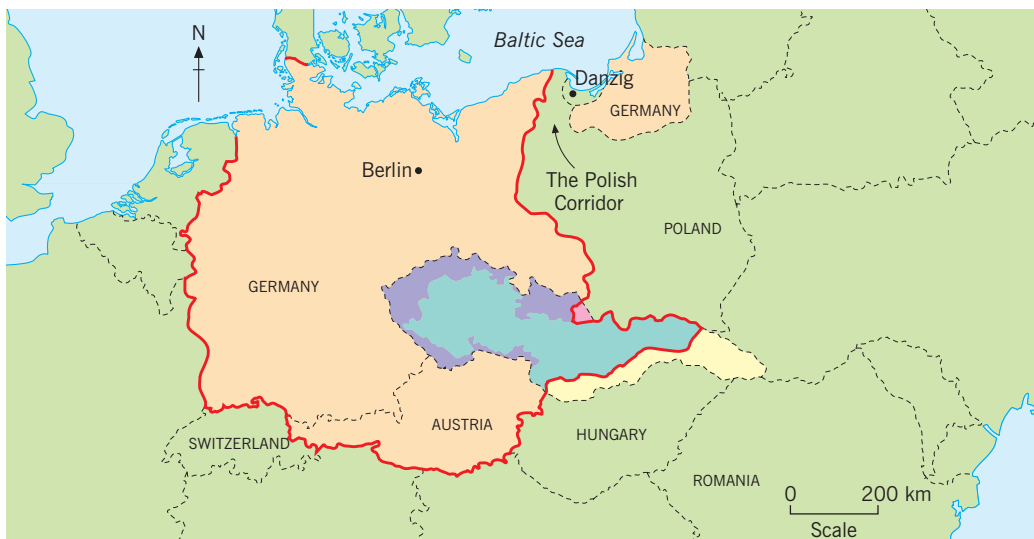 N
Baltic Sea
Danzig
GERMANY
Berlin
The Polish
Corridor
POLAND
GERMANY
AUSTRIA
SWITZERLAND
HUNGARY
ROMANIA
0 200 km
Scale